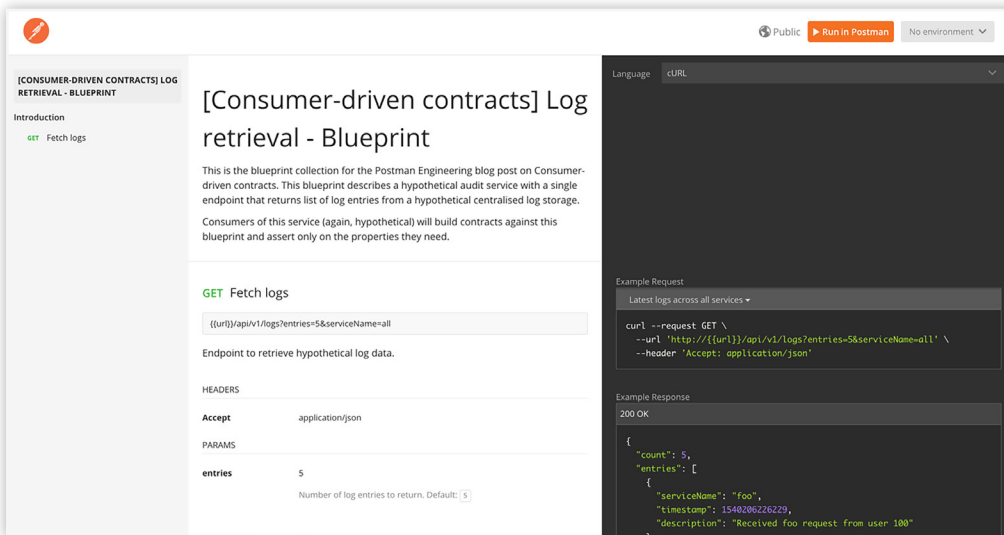 Public
Run in Postman
No environment
[CONSUMER-DRIVEN CONTRACTS] LOG
RETRIEVAL - BLUEPRINT
Introduction
GET Fetch logs
[Consumer-driven contracts] Log
retrieval - Blueprint
This is the blueprint collection for the Postman Engineering blog post on Consumer-
driven contracts. This blueprint describes a hypothetical audit service with a single
endpoint that returns list of log entries from a hypothetical centralised log storage.
Consumers of this service (again, hypothetical) will build contracts against this
blueprint and assert only on the properties they need.
GET Fetch logs
{{url}}/api/v1/logs?entries=5&serviceName=all
Endpoint to retrieve hypothetical log data.
HEADERS
Accept application/json
PARAMS
entries 5
Number of log entries to return. Default: 5
Language cURL
Example Request
Latest logs across all services
curl --request GET \
--url 'http://{{url}}/api/v1/logs?entries=5&serviceName=all' \
--header 'Accept: application/json'
Example Response
200 OK
{
"count": 5,
"entries": [
{
"serviceName": "foo",
"timestamp": 1540206226229,
"description": "Received foo request from user 100"
}